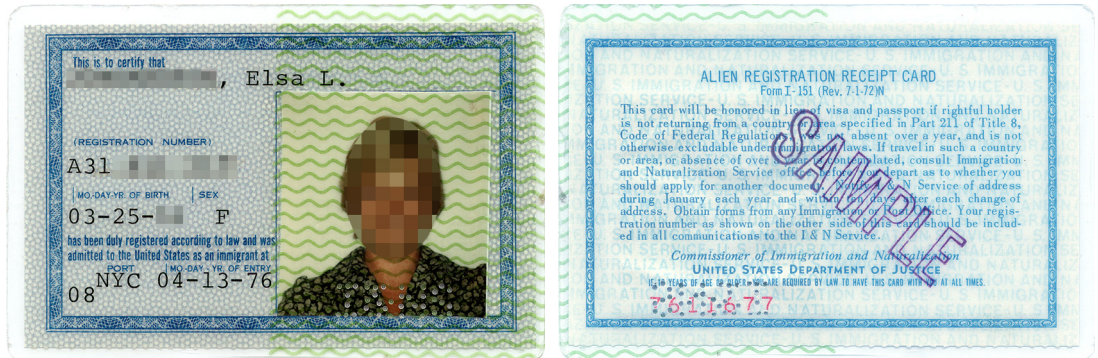 This is to certify that
, Elsa L.
(REGISTRATION NUMBER)
A31
MO.-DAY-YR. OF BIRTH SEX
03-25- F
has been duly registered according to law and was
admitted to the United States as an immigrant at
PORT MO.-DAY-YR. OF ENTRY
NYC 04-13-76
08
ALIEN REGISTRATION RECEIPT CARD
Form I-151 (Rev. 7-1-72)N
This card will be honored in lieu of visa and passport if rightful holder
is not returning from a country or area specified in Part 211 of Title 8,
Code of Federal Regulations, was not absent over a year, and is not
otherwise excludable under immigration laws. If travel in such a country
or area, or absence of over a year is contemplated, consult Immigration
and Naturalization Service office before you depart as to whether you
should apply for another document. Notify I & N Service of address
during January each year and within days after each change of
address. Obtain forms from any Immigration or Post Office. Your regis-
tration number as shown on the other side of this card should be includ-
ed in all communications to the I & N Service.
Commissioner of Immigration and Naturalization
UNITED STATES DEPARTMENT OF JUSTICE
IF 18 YEARS OF AGE OR OLDER, YOU ARE REQUIRED BY LAW TO HAVE THIS CARD WITH YOU AT ALL TIMES.
7611677
SAMPLE